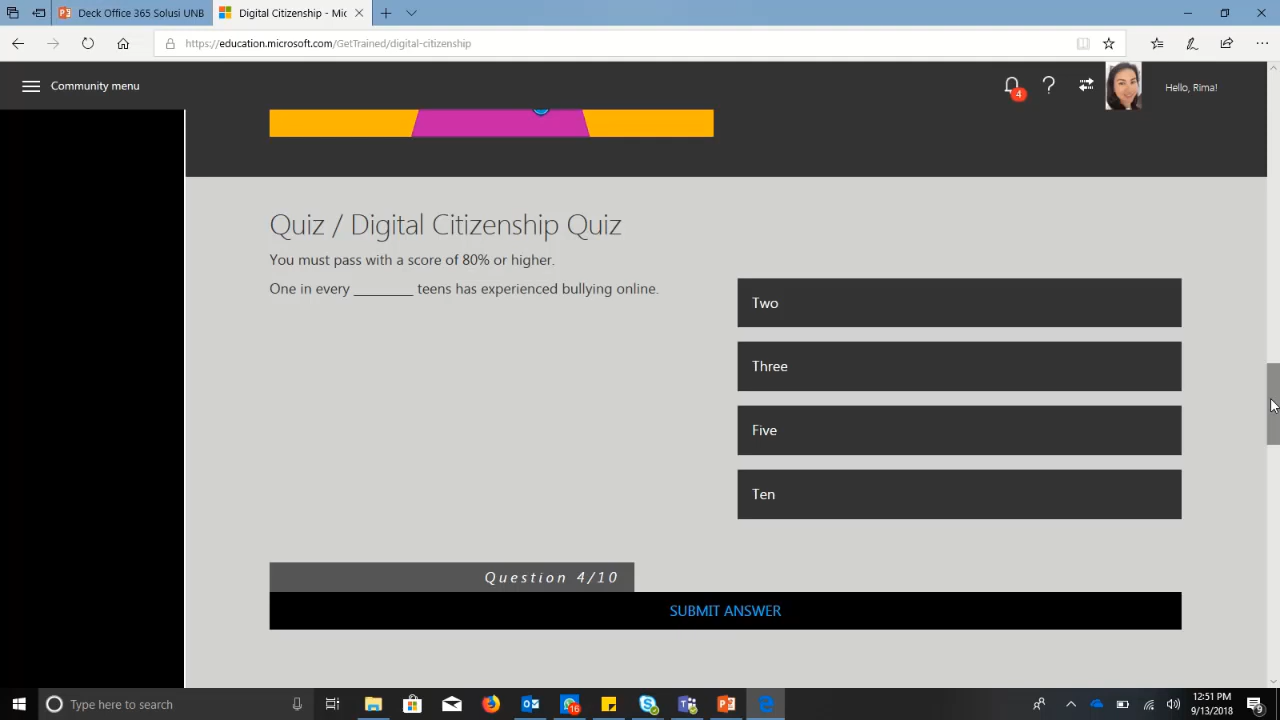 Deck Office 365 Solusi UNB
Digital Citizenship - Mic
https://education.microsoft.com/GetTrained/digital-citizenship
Community menu
4
Hello, Rima!
Quiz / Digital Citizenship Quiz
You must pass with a score of 80% or higher.
One in every ________ teens has experienced bullying online.
Two
Three
Five
Ten
Question 4/10
SUBMIT ANSWER
Type here to search
16
12:51 PM
9/13/2018
9